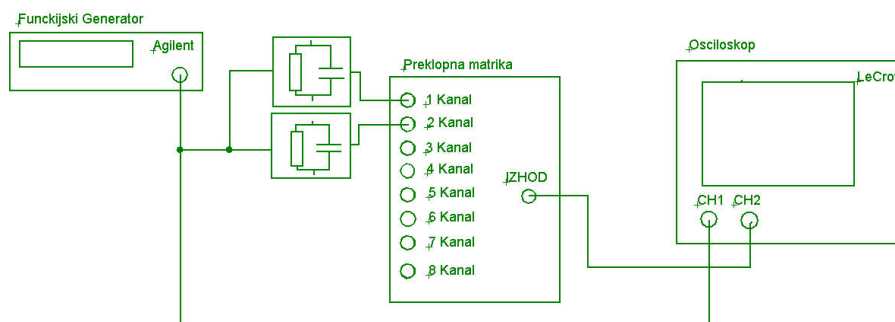 Funckijski Generator
Agilent
Preklopna matrika
1 Kanal
2 Kanal
3 Kanal
4 Kanal
5 Kanal
6 Kanal
7 Kanal
8 Kanal
IZHOD
Osciloskop
LeCro
CH1
CH2